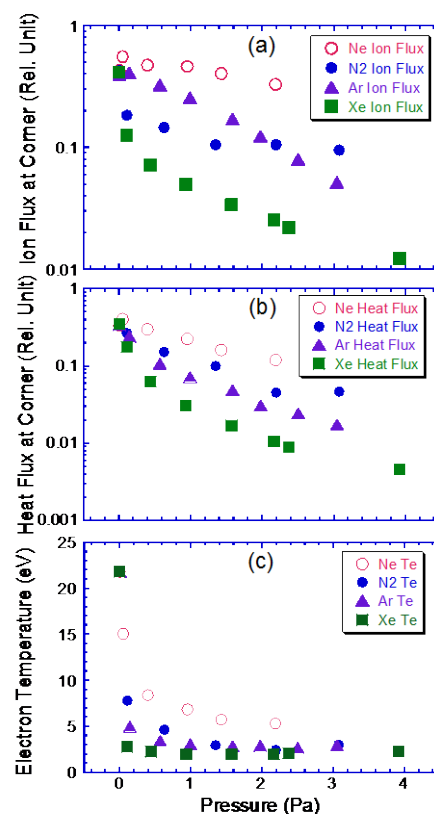 (a)
Ne Ion Flux
N2 Ion Flux
Ar Ion Flux
Xe Ion Flux
Ion Flux at Corner (Rel. Unit)
1
0.1
0.01
(b)
Ne Heat Flux
N2 Heat Flux
Ar Heat Flux
Xe Heat Flux
Heat Flux at Corner (Rel. Unit)
1
0.1
0.01
0.001
(c)
Ne Te
N2 Te
Ar Te
Xe Te
Electron Temperature (eV)
25
20
15
10
5
0
0 1 2 3 4
Pressure (Pa)